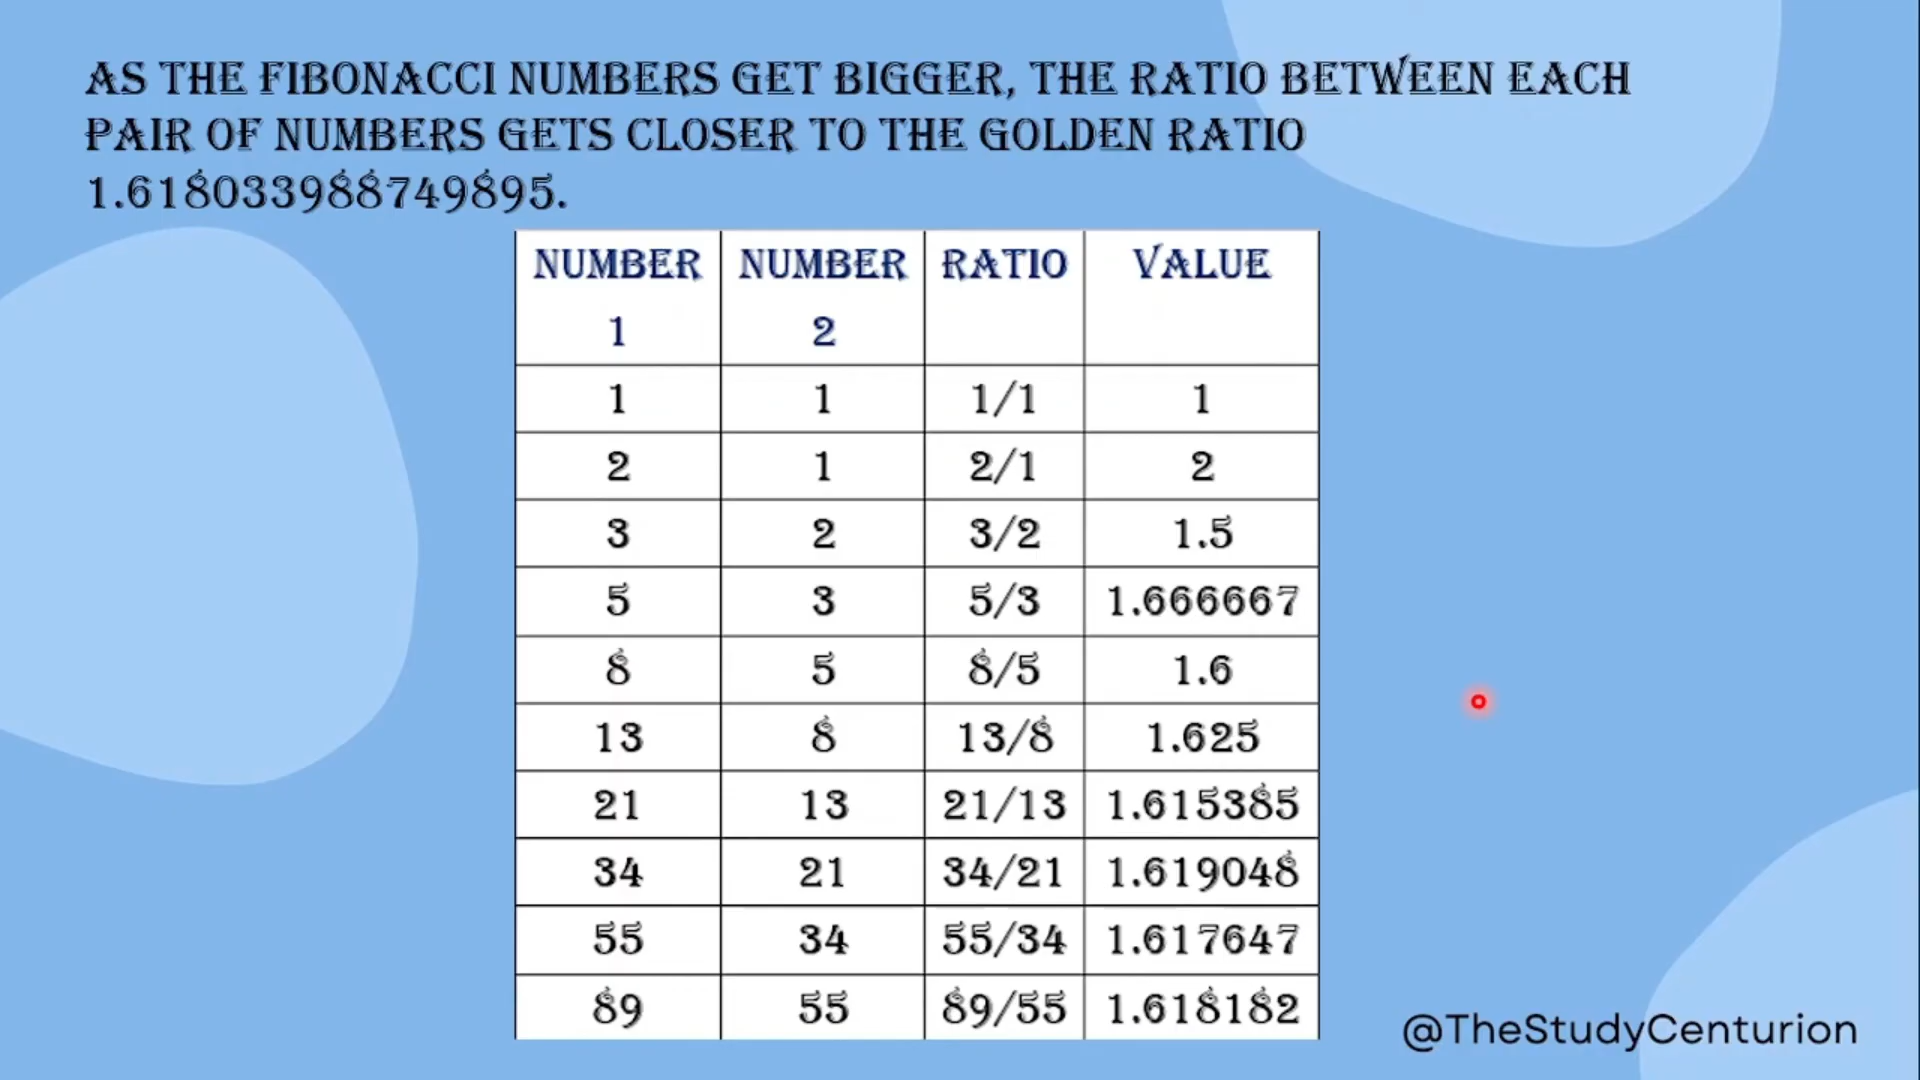 AS THE FIBONACCI NUMBERS GET BIGGER, THE RATIO BETWEEN EACH
PAIR OF NUMBERS GETS CLOSER TO THE GOLDEN RATIO
1.618033988749895.
NUMBER 1 NUMBER 2 RATIO VALUE
1 1 1/1 1
2 1 2/1 2
3 2 3/2 1.5
5 3 5/3 1.666667
8 5 8/5 1.6
13 8 13/8 1.625
21 13 21/13 1.615385
34 21 34/21 1.619048
55 34 55/34 1.617647
89 55 89/55 1.618182
@TheStudyCenturion